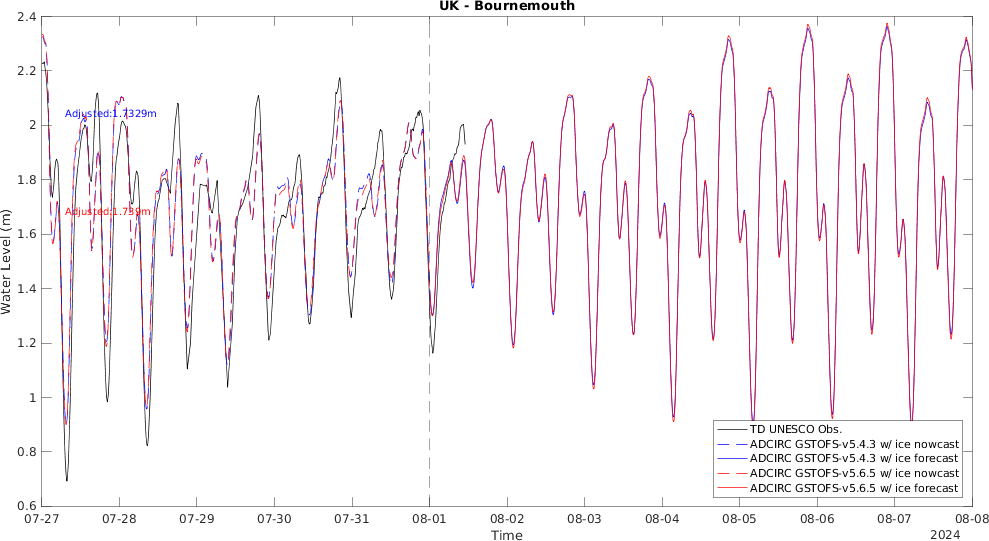 UK - Bournemouth
2.4
2.2
2
1.8
1.6
1.4
1.2
1
0.8
0.6
Water Level (m)
Adjusted:1.7329m
Adjusted:1.739m
TD UNESCO Obs.
ADCIRC GSTOFS-v5.4.3 w/ ice nowcast
ADCIRC GSTOFS-v5.4.3 w/ ice forecast
ADCIRC GSTOFS-v5.6.5 w/ ice nowcast
ADCIRC GSTOFS-v5.6.5 w/ ice forecast
07-27 07-28 07-29 07-30 07-31 08-01 08-02 08-03 08-04 08-05 08-06 08-07 08-08
Time
2024